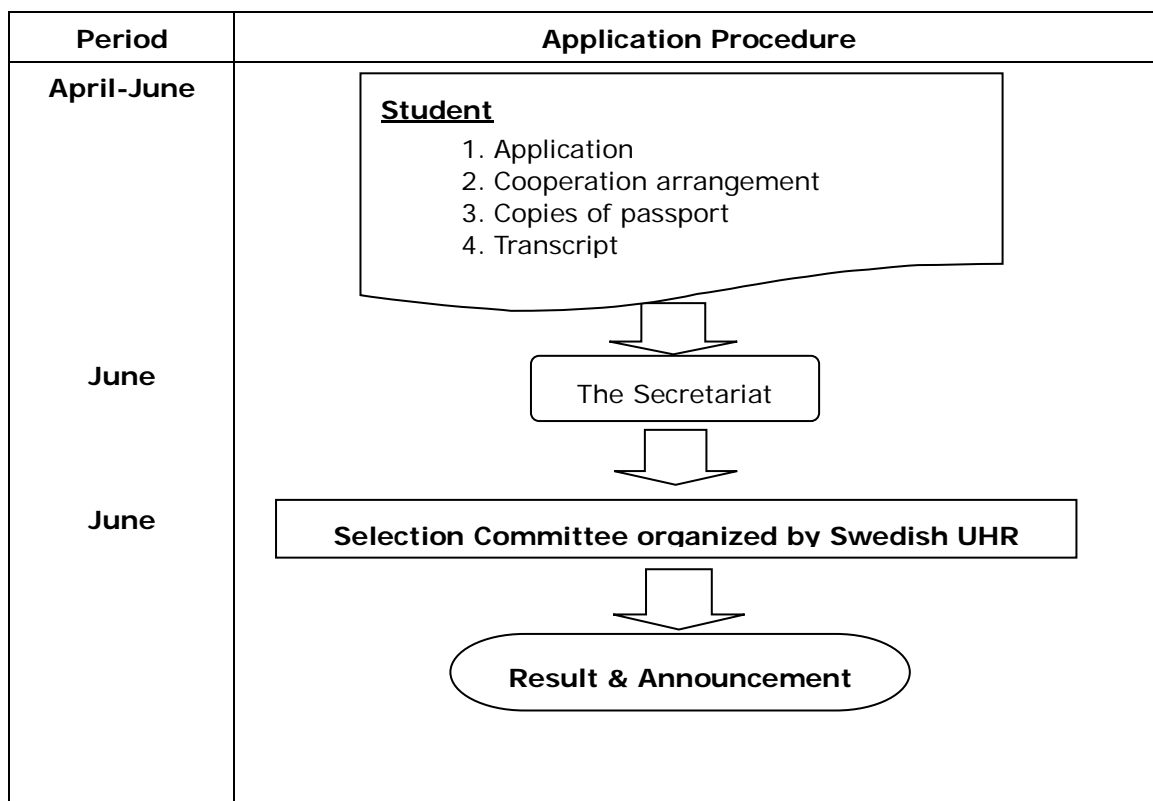 Period
Application Procedure
April-June
Student
1. Application
2. Cooperation arrangement
3. Copies of passport
4. Transcript
June
The Secretariat
June
Selection Committee organized by Swedish UHR
Result & Announcement